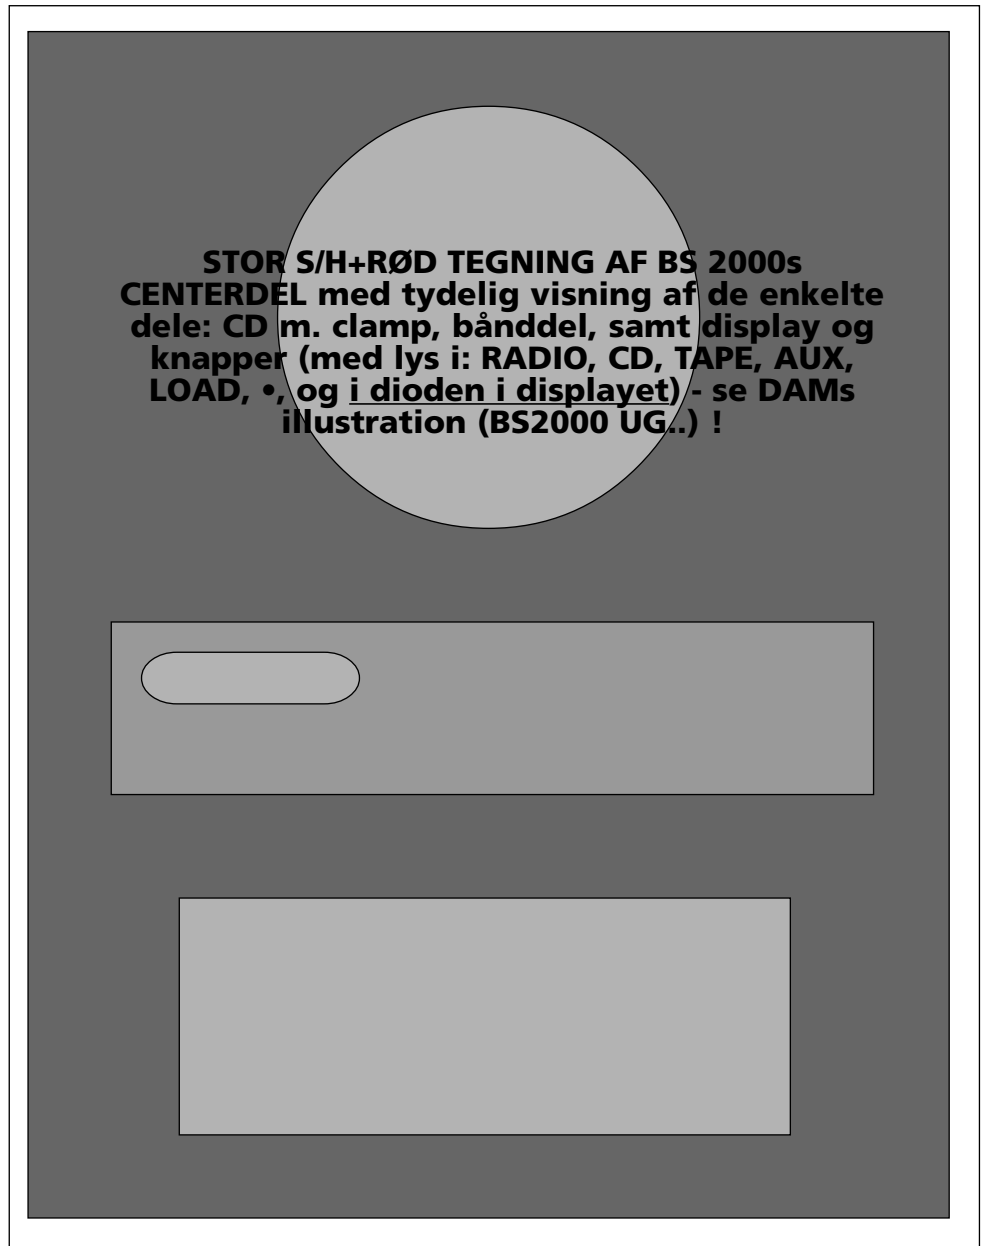 STOR S/H+RØD TEGNING AF BS 2000s
CENTERDEL med tydelig visning af de enkelte
dele: CD m. clamp, bånddel, samt display og
knapper (med lys i: RADIO, CD, TAPE, AUX,
LOAD, •, og i dioden i displayet) - se DAMs
illustration (BS2000 UG..) !